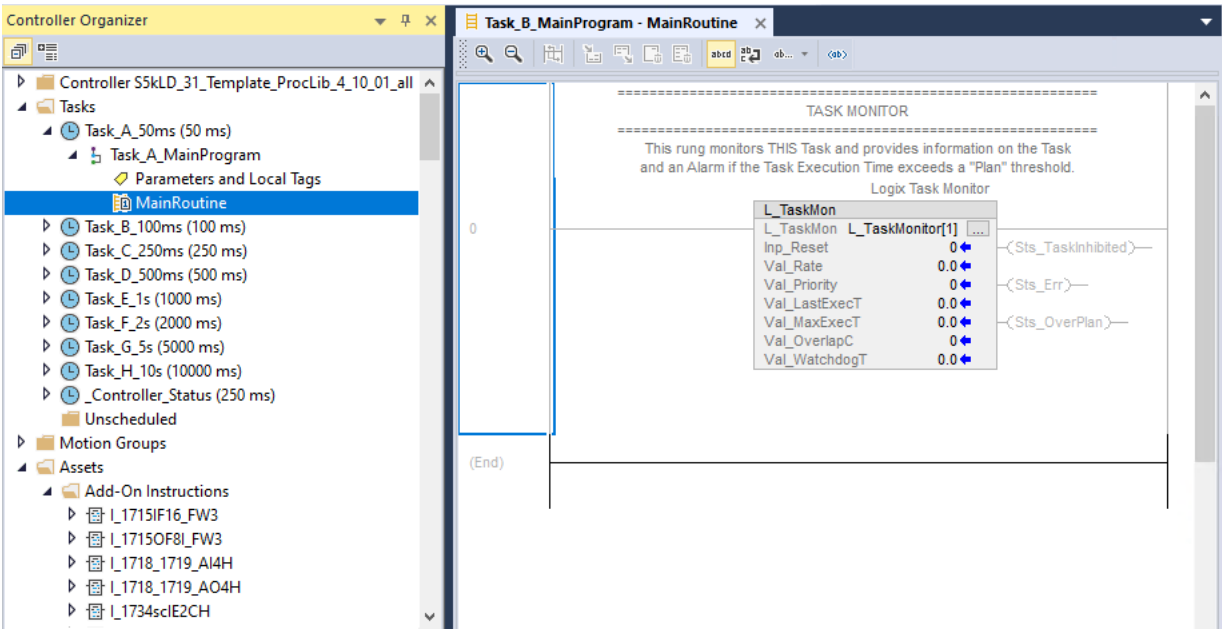 Controller Organizer
Controller S5kLD_31_Template_ProcLib_4_10_01_all
Tasks
Task_A_50ms (50 ms)
Task_A_MainProgram
Parameters and Local Tags
MainRoutine
Task_B_100ms (100 ms)
Task_C_250ms (250 ms)
Task_D_500ms (500 ms)
Task_E_1s (1000 ms)
Task_F_2s (2000 ms)
Task_G_5s (5000 ms)
Task_H_10s (10000 ms)
_Controller_Status (250 ms)
Unscheduled
Motion Groups
Assets
Add-On Instructions
I_1715IF16_FW3
I_1715OF8I_FW3
I_1718_1719_AI4H
I_1718_1719_AO4H
I_1734scIE2CH
Task_B_MainProgram - MainRoutine
abcd ab... <ab>
============================================================
TASK MONITOR
============================================================
This rung monitors THIS Task and provides information on the Task
and an Alarm if the Task Execution Time exceeds a "Plan" threshold.
Logix Task Monitor
L_TaskMon
0 L_TaskMon L_TaskMonitor[1] ...
Inp_Reset 0 (Sts_TaskInhibited)
Val_Rate 0.0
Val_Priority 0 (Sts_Err)
Val_LastExecT 0.0
Val_MaxExecT 0.0 (Sts_OverPlan)
Val_OverlapC 0
Val_WatchdogT 0.0
(End)